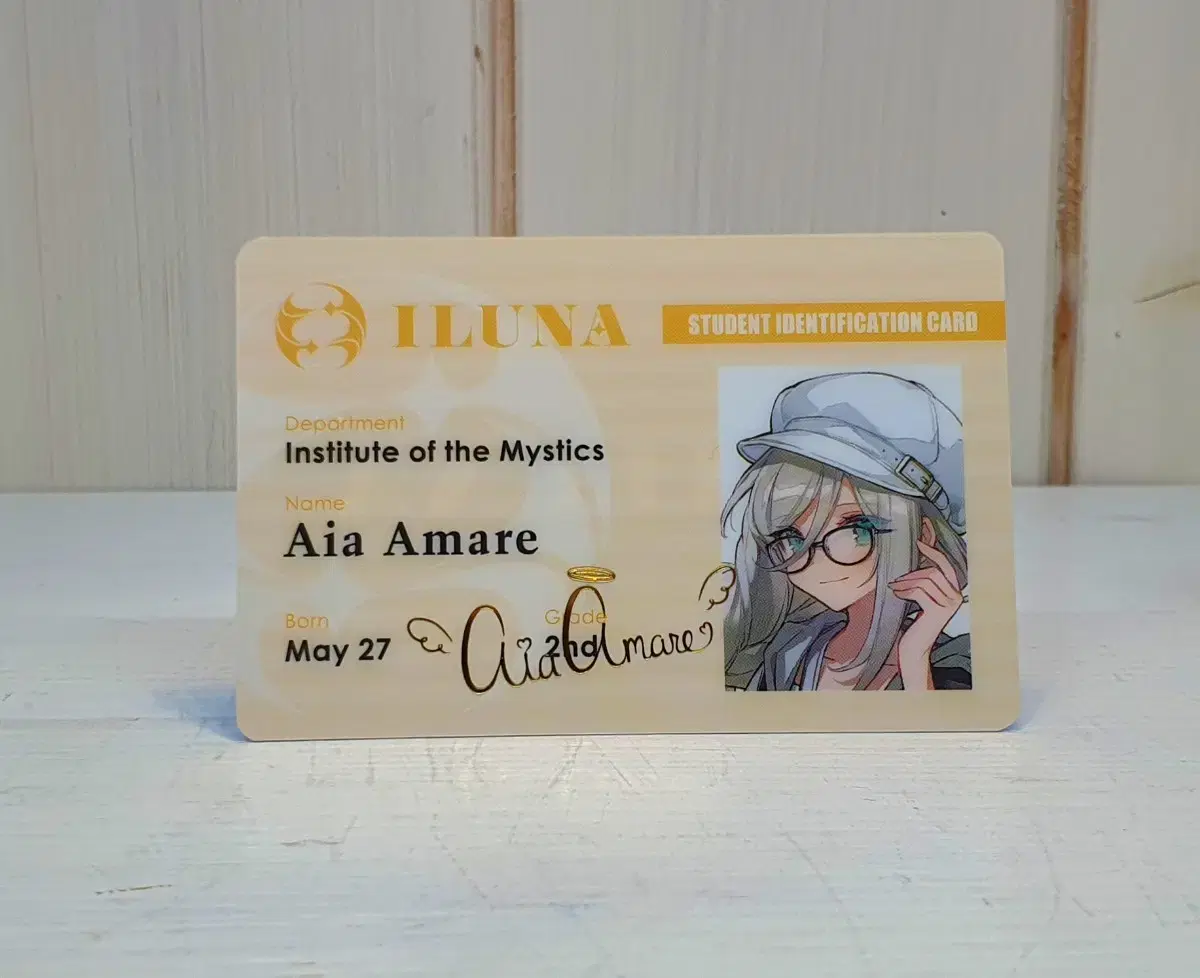 ILUNA
STUDENT IDENTIFICATION CARD
Department
Institute of the Mystics
Name
Aia Amare
Born
May 27
Grade
2nd
Aia Amare